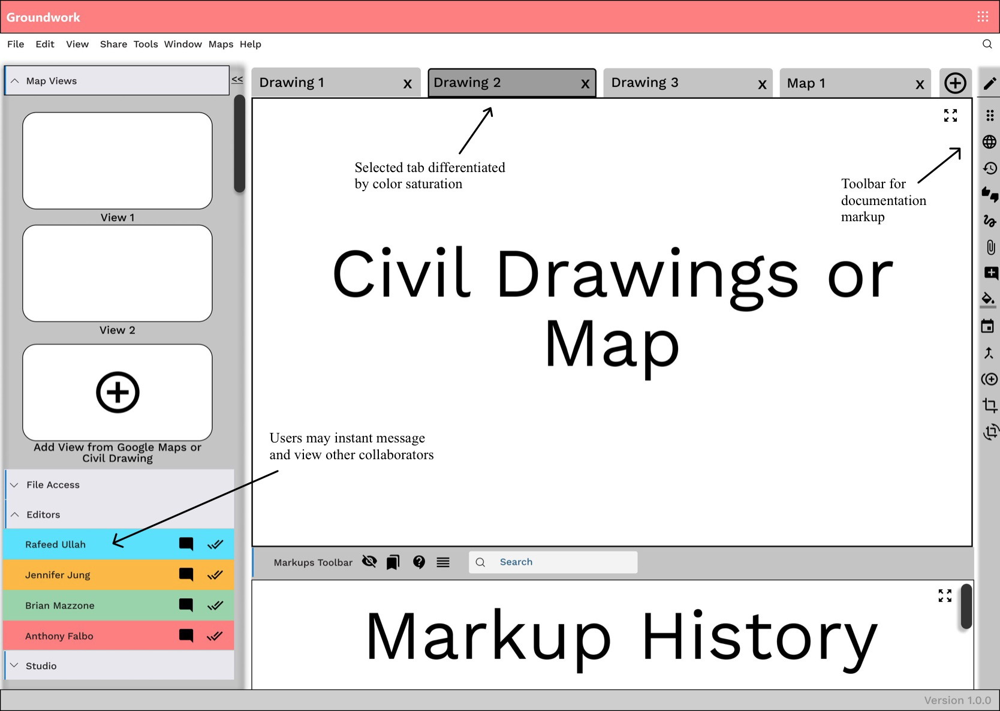 Groundwork
File Edit View Share Tools Window Maps Help
Map Views
<<
View 1
View 2
Add View from Google Maps or
Civil Drawing
File Access
Editors
Rafeed Ullah
Jennifer Jung
Brian Mazzone
Anthony Falbo
Studio
Drawing 1 x
Drawing 2 x
Drawing 3 x
Map 1 x
Selected tab differentiated
by color saturation
Toolbar for
documentation
markup
Civil Drawings or
Map
Users may instant message
and view other collaborators
Markups Toolbar
Search
Markup History
Version 1.0.0